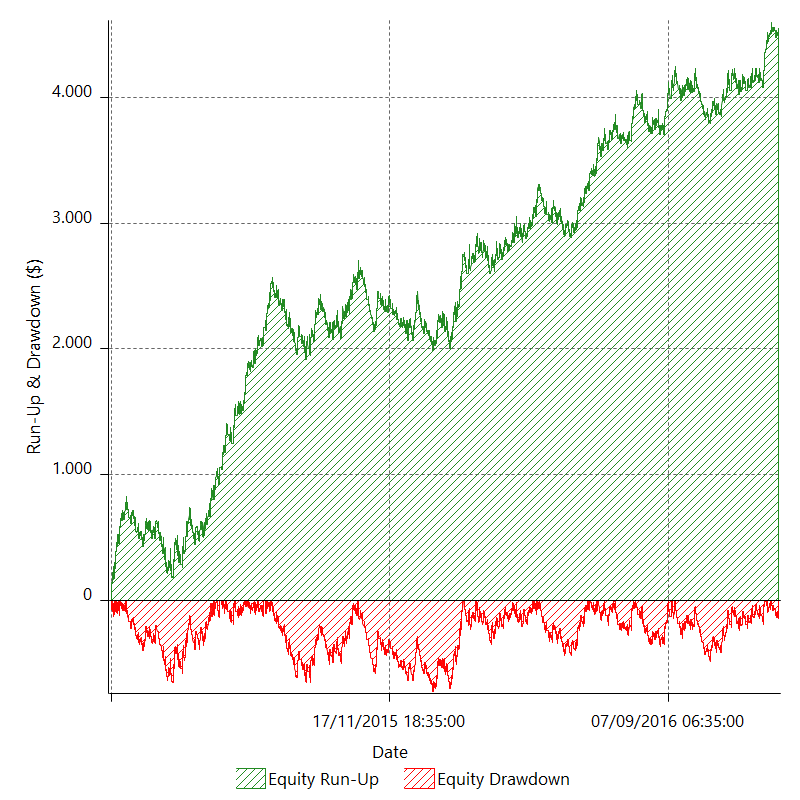 4.000
3.000
2.000
1.000
0
Run-Up & Drawdown ($)
17/11/2015 18:35:00
07/09/2016 06:35:00
Date
Equity Run-Up
Equity Drawdown